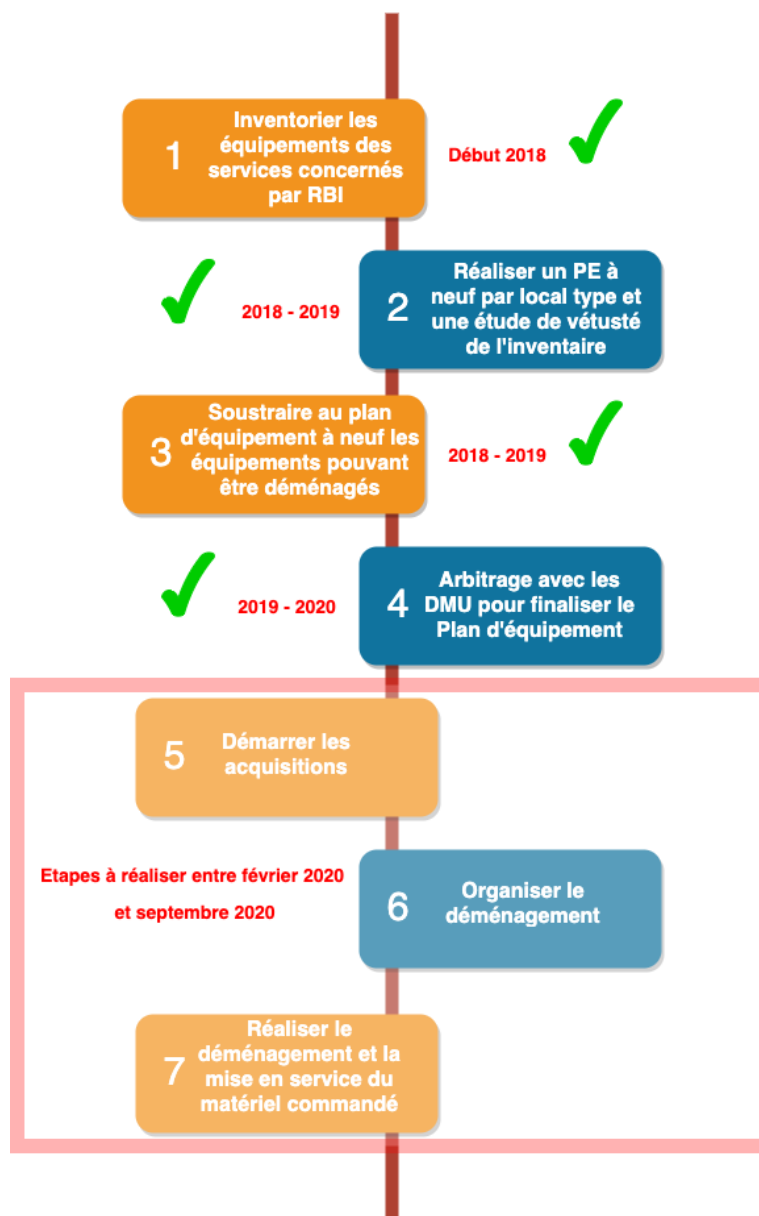 1
Inventorier les
équipements des
services concernés
par RBI
Début 2018
2018 - 2019
2
Réaliser un PE à
neuf par local type et
une étude de vétusté
de l'inventaire
3
Soustraire au plan
d'équipement à neuf les
équipements pouvant
être déménagés
2018 - 2019
2019 - 2020
4
Arbitrage avec les
DMU pour finaliser le
Plan d'équipement
5
Démarrer les
acquisitions
Etapes à réaliser entre février 2020
et septembre 2020
6
Organiser le
déménagement
7
Réaliser le
déménagement et la
mise en service du
matériel commandé